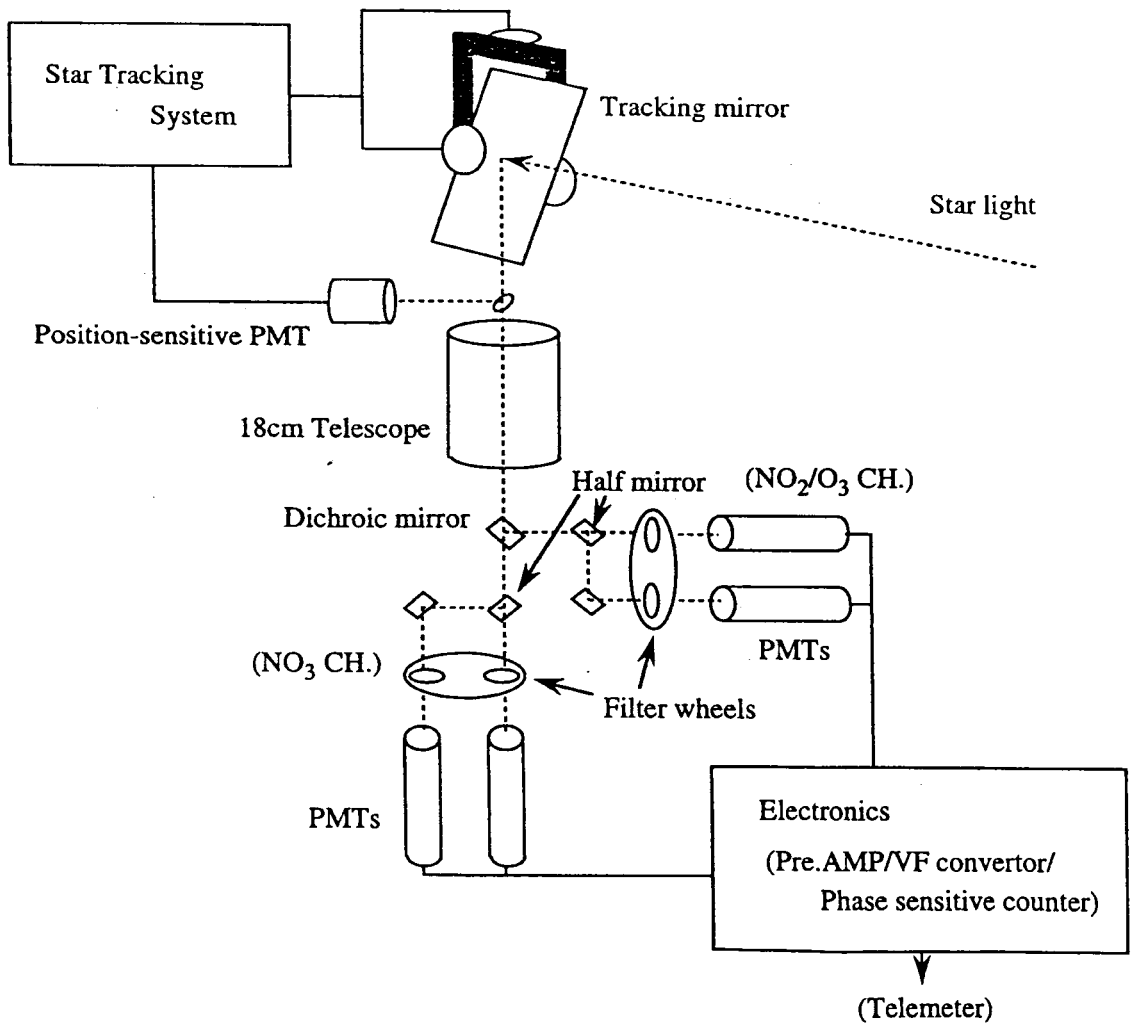 Star Tracking
System
Tracking mirror
Star light
Position-sensitive PMT
18cm Telescope
Half mirror
(NO2/O3 CH.)
Dichroic mirror
PMTs
(NO3 CH.)
Filter wheels
PMTs
Electronics
(Pre.AMP/VF convertor/
Phase sensitive counter)
(Telemeter)